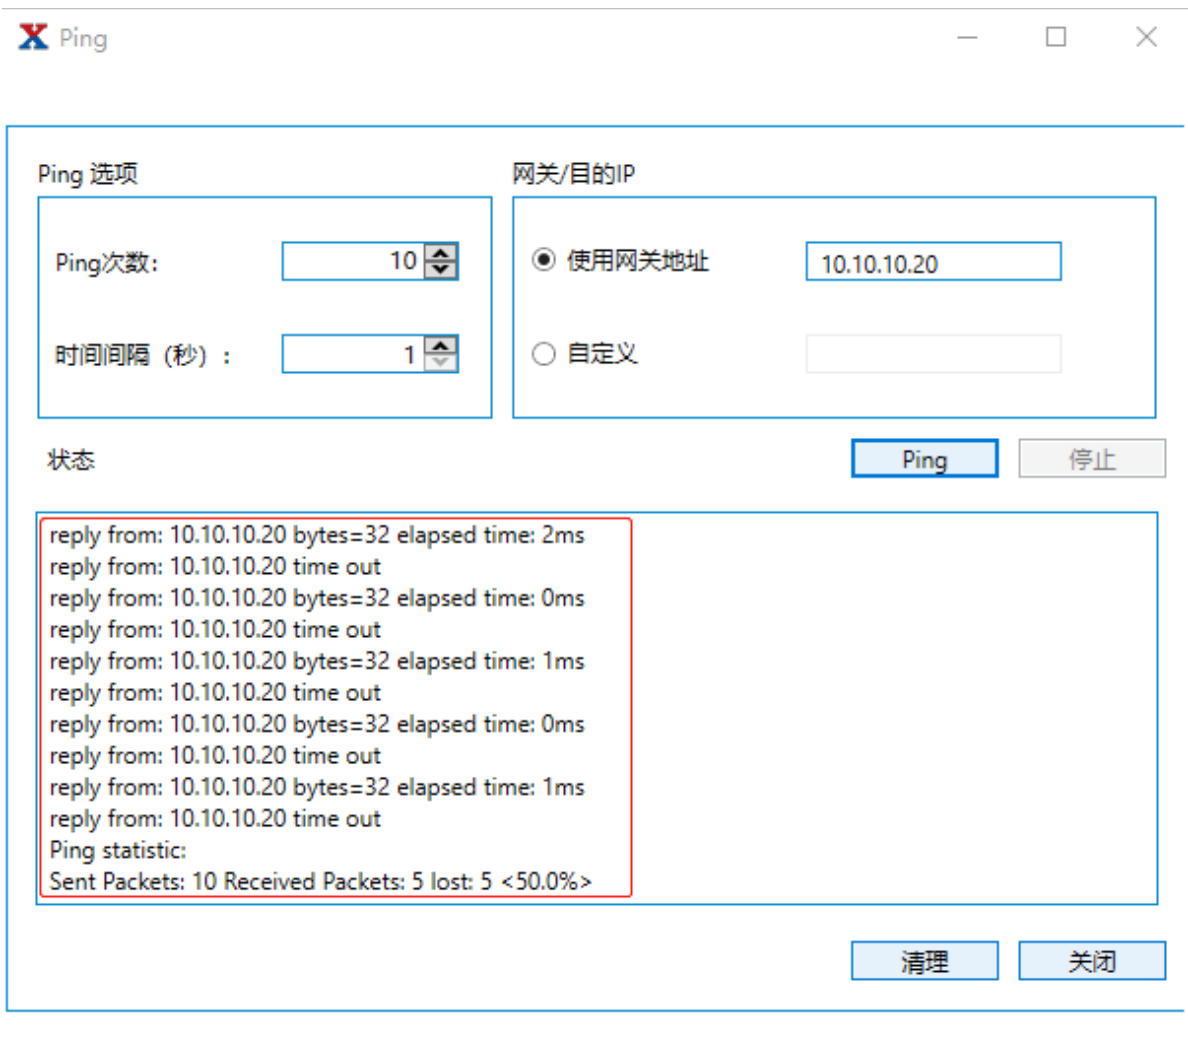 Ping
Ping 选项
网关/目的IP
Ping次数:
10
使用网关地址
10.10.10.20
时间间隔（秒）:
1
自定义
状态
Ping
停止
reply from: 10.10.10.20 bytes=32 elapsed time: 2ms
reply from: 10.10.10.20 time out
reply from: 10.10.10.20 bytes=32 elapsed time: 0ms
reply from: 10.10.10.20 time out
reply from: 10.10.10.20 bytes=32 elapsed time: 1ms
reply from: 10.10.10.20 time out
reply from: 10.10.10.20 bytes=32 elapsed time: 0ms
reply from: 10.10.10.20 time out
reply from: 10.10.10.20 bytes=32 elapsed time: 1ms
reply from: 10.10.10.20 time out
Ping statistic:
Sent Packets: 10 Received Packets: 5 lost: 5 <50.0%>
清理
关闭